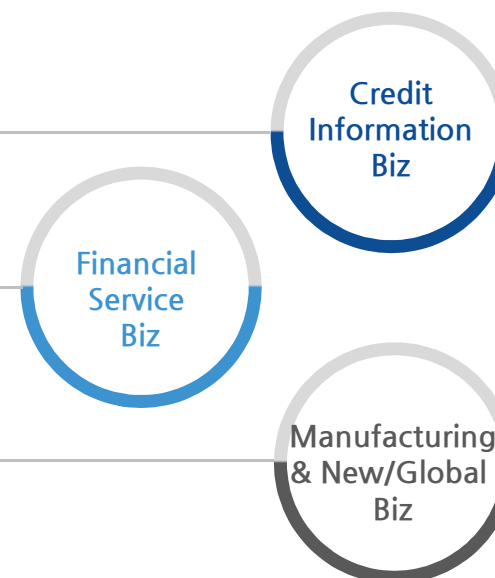 Credit
Information
Biz
Financial
Service
Biz
Manufacturing
& New/Global
Biz